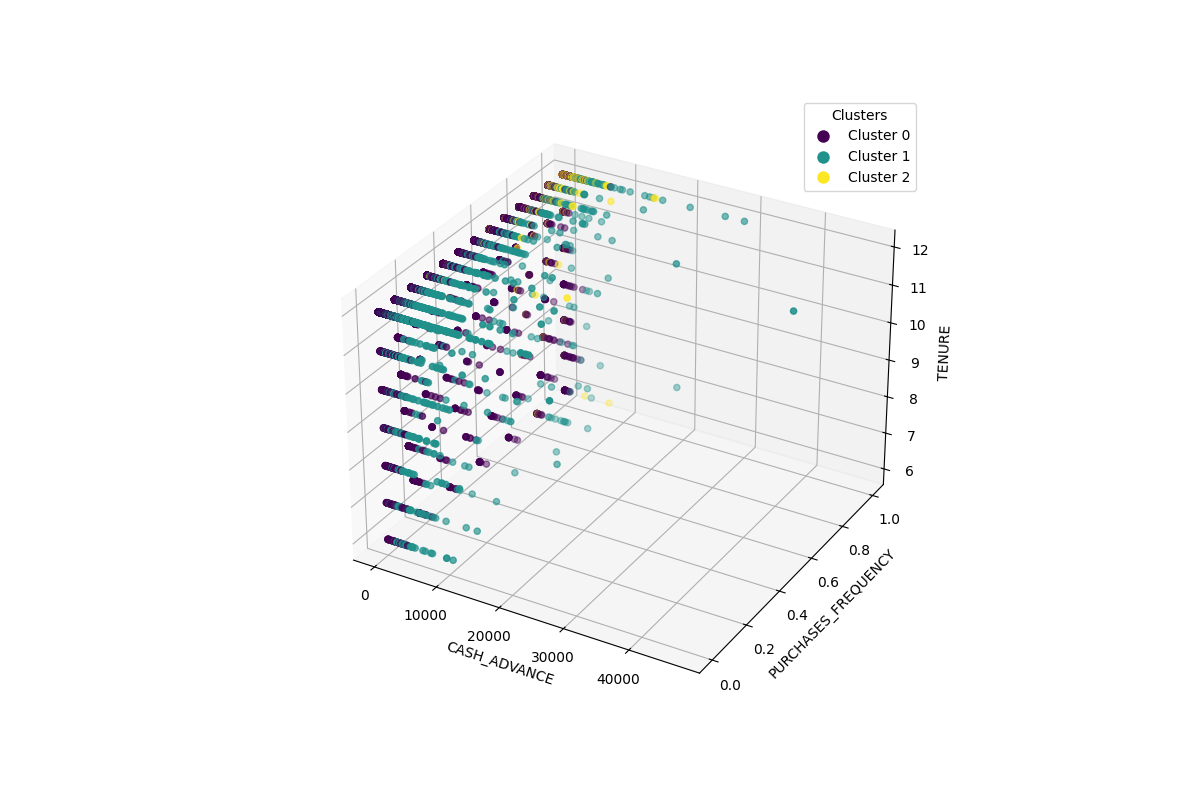 Clusters
Cluster 0
Cluster 1
Cluster 2
12
11
10
9
8
7
6
TENURE
1.0
0.8
0.6
0.4
0.2
0.0
PURCHASES_FREQUENCY
0
10000
20000
30000
40000
CASH_ADVANCE